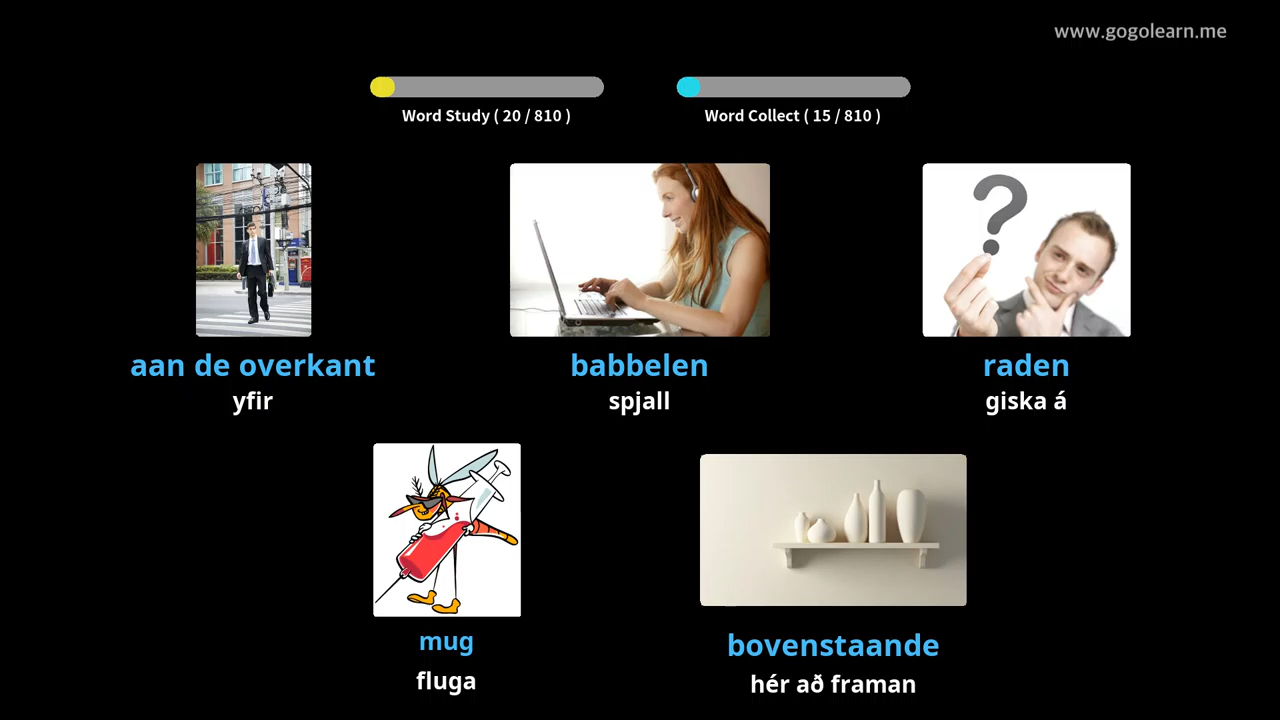 www.gogolearn.me
Word Study ( 20 / 810 )
Word Collect ( 15 / 810 )
aan de overkant
yfir
babbelen
spjall
raden
giska á
mug
fluga
bovenstaande
hér að framan